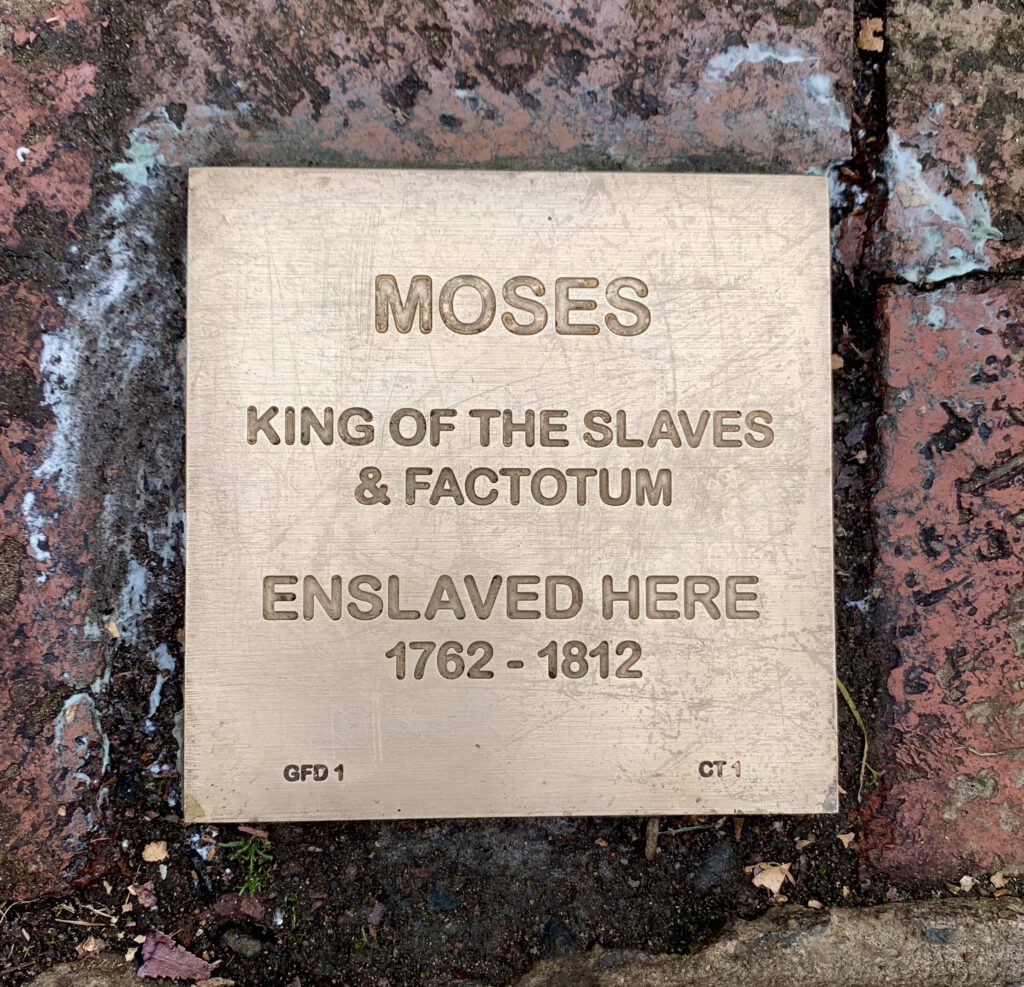 MOSES
KING OF THE SLAVES
& FACTOTUM
ENSLAVED HERE
1762 - 1812
GFD 1 CT 1